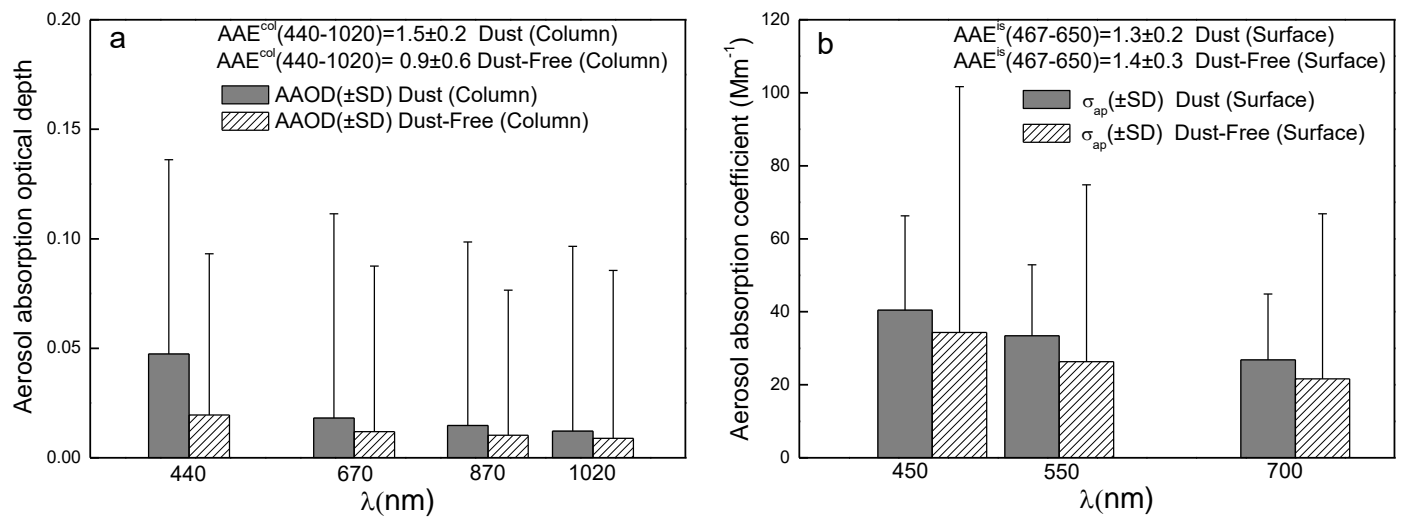 a
AAE^col(440-1020)=1.5±0.2 Dust (Column)
AAE^col(440-1020)= 0.9±0.6 Dust-Free (Column)
AAOD(±SD) Dust (Column)
AAOD(±SD) Dust-Free (Column)
Aerosol absorption optical depth
0.20
0.15
0.10
0.05
0.00
440 670 870 1020
λ(nm)
b
AAE^is(467-650)=1.3±0.2 Dust (Surface)
AAE^is(467-650)=1.4±0.3 Dust-Free (Surface)
σ_ap(±SD) Dust (Surface)
σ_ap(±SD) Dust-Free (Surface)
Aerosol absorption coefficient (Mm⁻¹)
120
100
80
60
40
20
0
450 550 700
λ(nm)